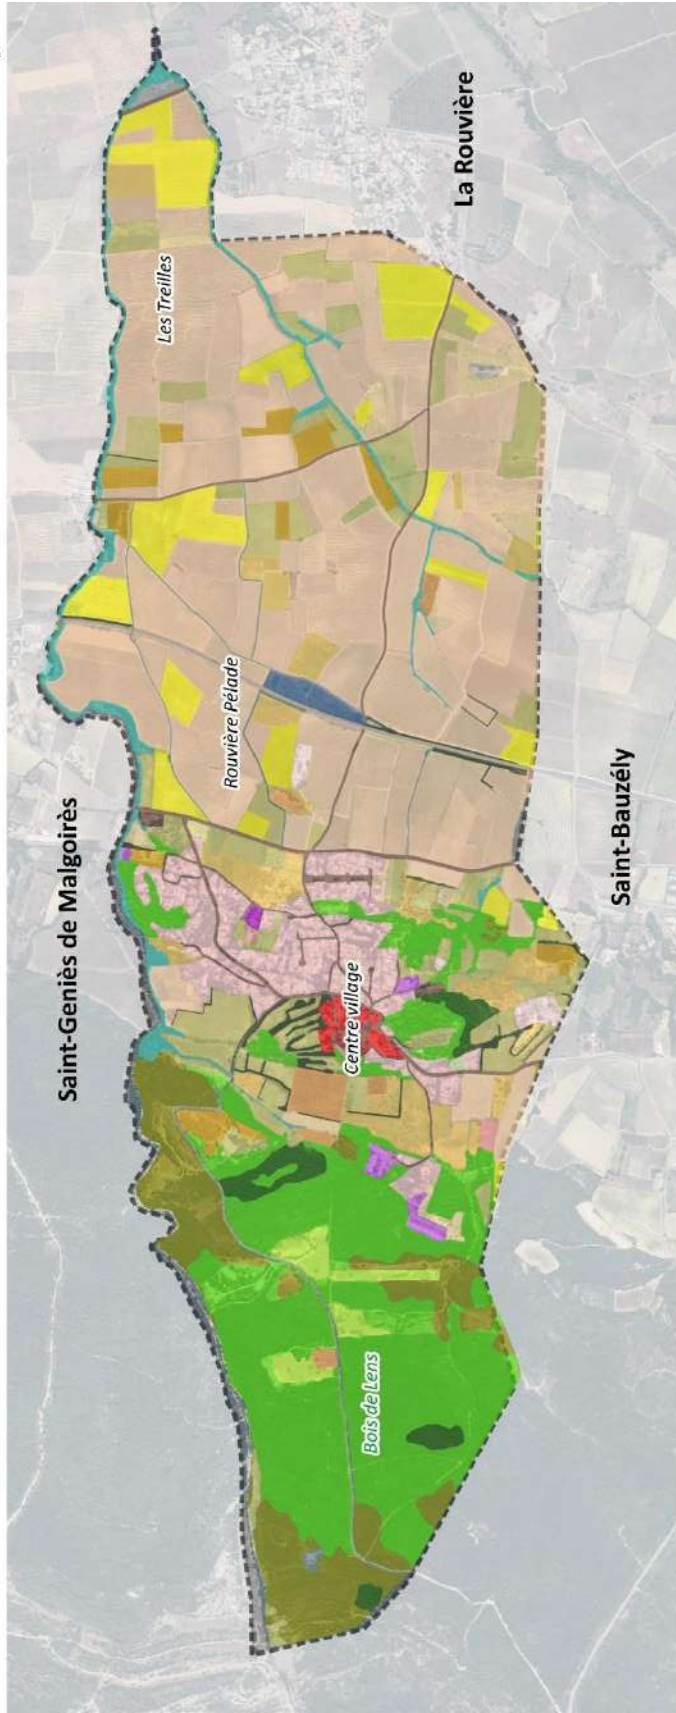 Saint-Geniès de Malgoirès
La Rouvière
Saint-Bauzély
Bois de Lens
Centre village
Rouvière Pélade
Les Treilles